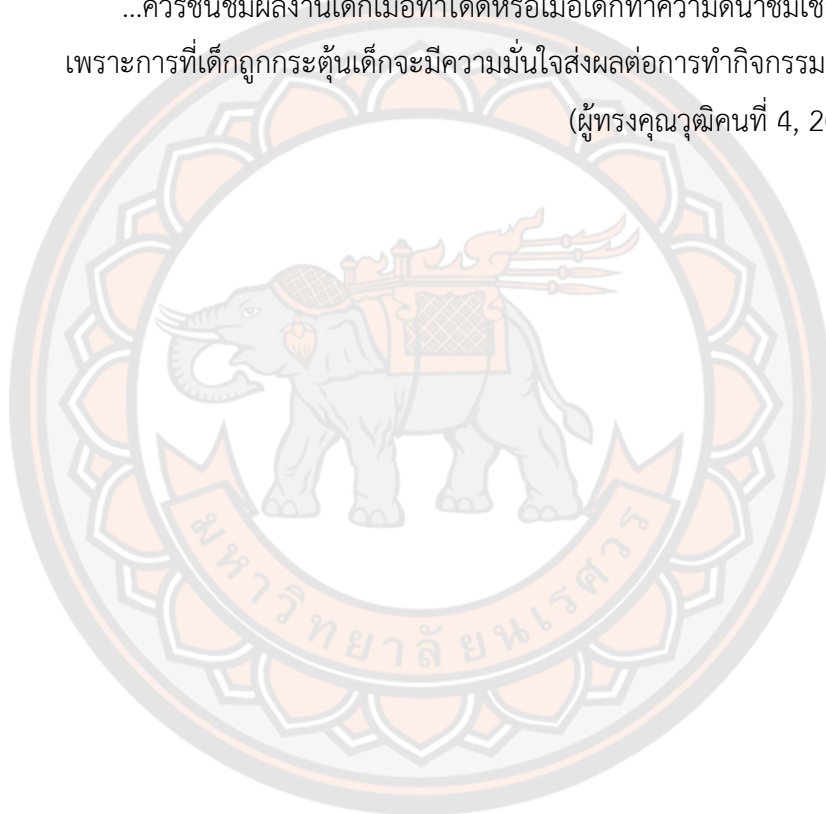 ...ควรชื่นชมผลงานเด็กเมื่อทำได้ดีหรือเมื่อเด็กทำความดี
เพราะการที่เด็กถูกกระตุ้นเด็กจะมีความมั่นใจส่งผลต่อการทำกิจกรรม
(ผู้ทรงคุณวุฒิคนที่ 4,
มหาวิทยาลัยนเรศวร